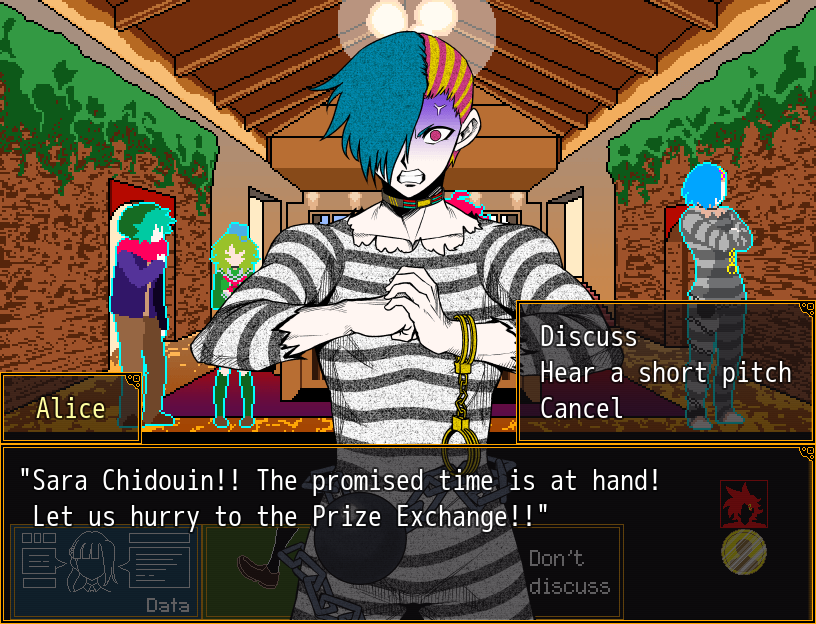 Discuss
Hear a short pitch
Cancel
Alice
"Sara Chidouin!! The promised time is at hand!
Let us hurry to the Prize Exchange!!"
Data
Don't
discuss